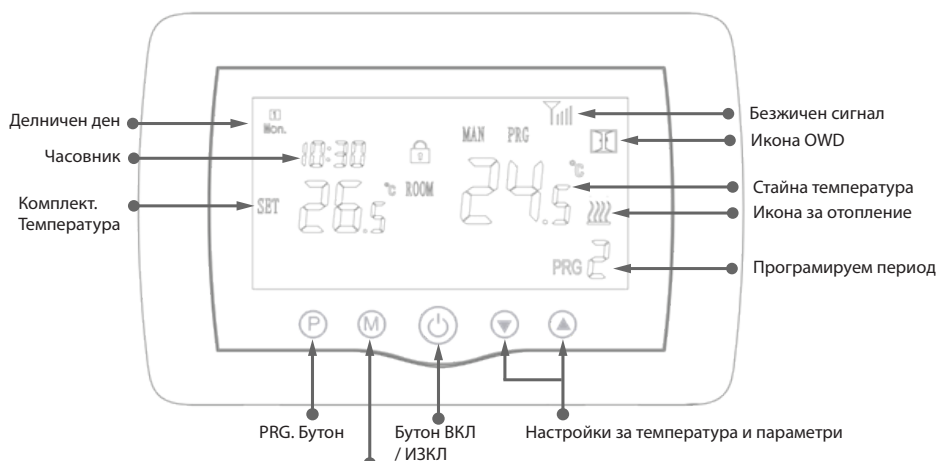 Делничен ден
Часовник
Комплект.
Температура
1
Mon.
10:30
SET
26.5
°C
ROOM
MAN PRG
24.5
°C
PRG 2
Безжичен сигнал
Икона OWD
Стайна температура
Икона за отопление
Програмируем период
P
M
PRG. Бутон
Бутон ВКЛ
/ ИЗКЛ
Настройки за температура и параметри